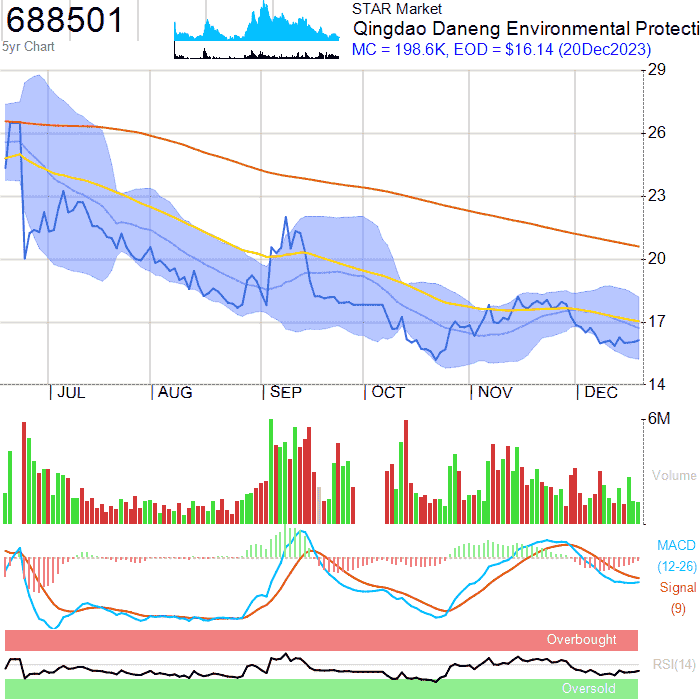 688501
5yr Chart
STAR Market
Qingdao Daneng Environmental Protecti
MC = 198.6K, EOD = $16.14 (20Dec2023)
29
26
23
20
17
14
JUL AUG SEP OCT NOV DEC
6M
Volume
MACD
(12-26)
Signal
(9)
Overbought
RSI(14)
Oversold